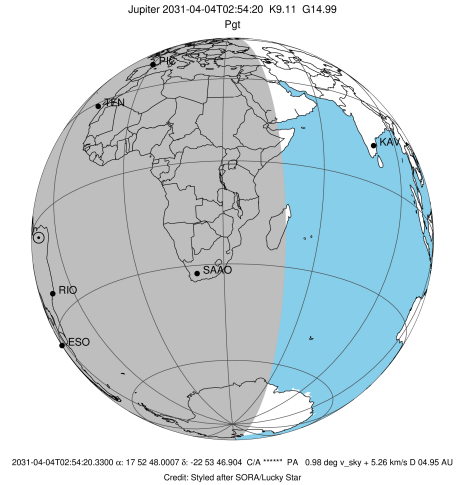 Jupiter 2031-04-04T02:54:20 K9.11 G14.99
Pgt
PIC
TEN
KAV
SAAO
RIO
ESO
2031-04-04T02:54:20.3300 α: 17 52 48.0007 δ: -22 53 46.904 C/A ****** PA 0.98 deg v_sky + 5.26 km/s D 04.95 AU
Credit: Styled after SORA/Lucky Star